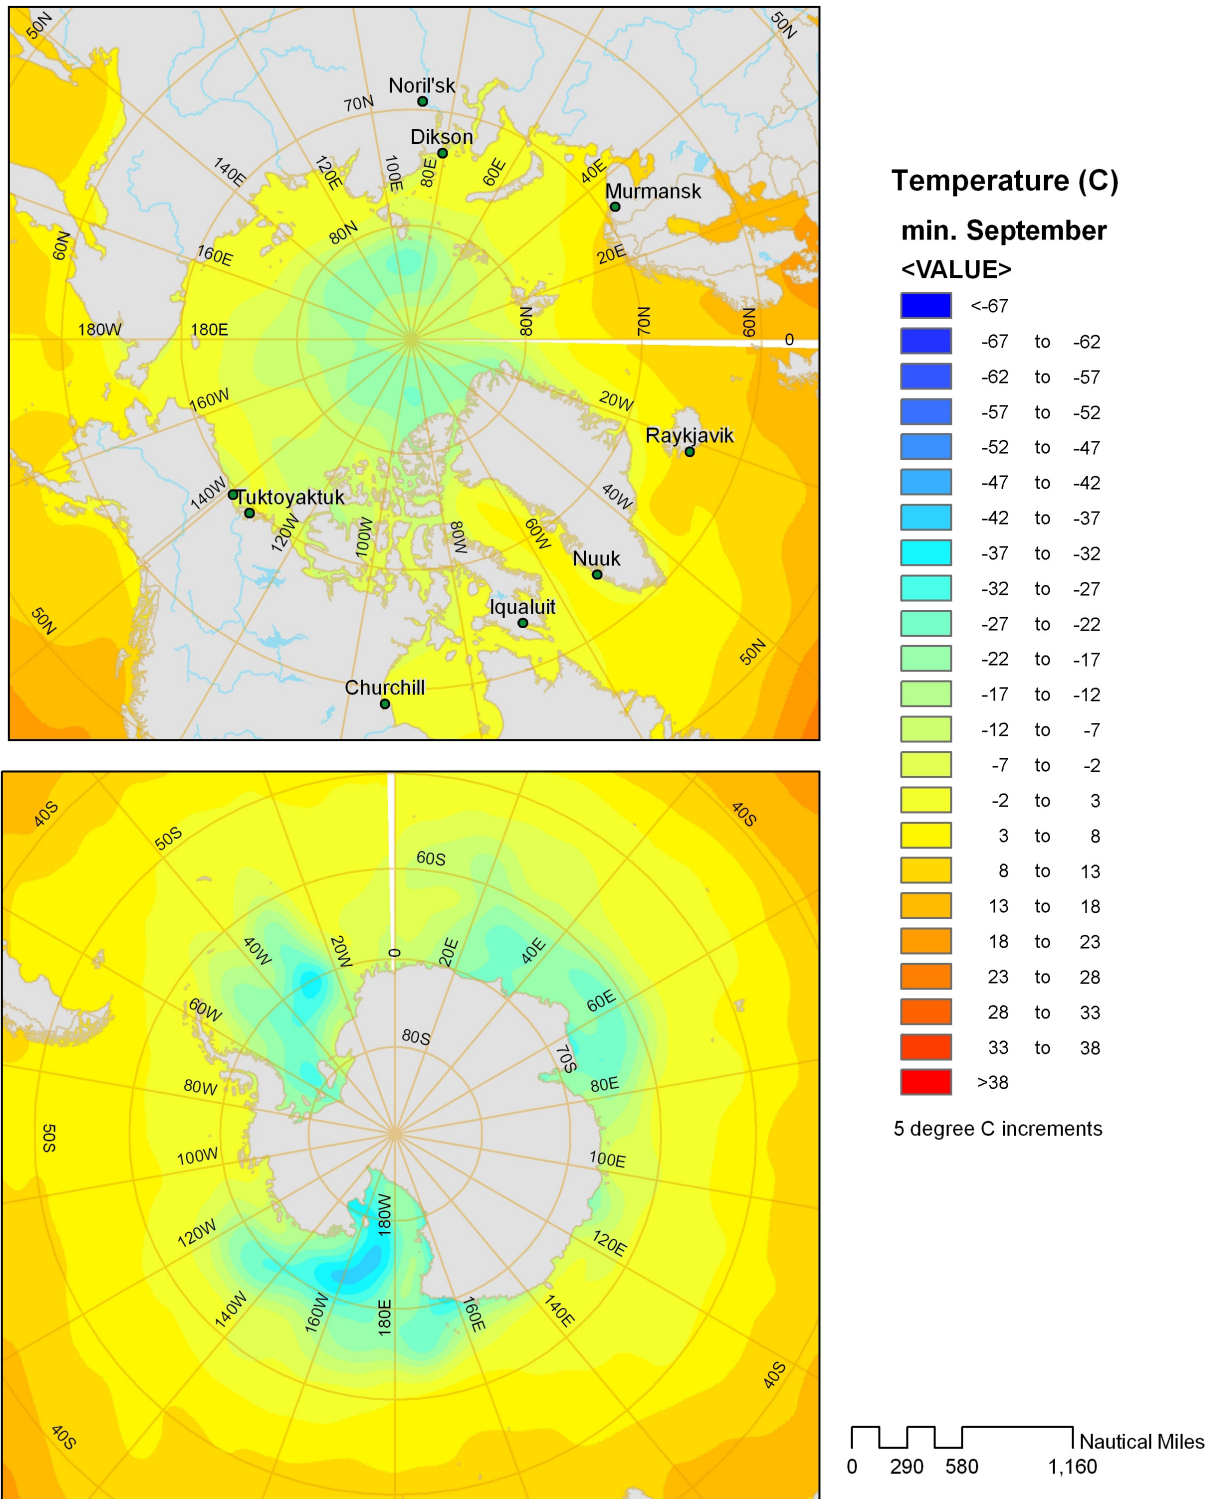 50N
50N
Noril'sk
70N
Dikson
140E
120E
100E
80E
60E
40E
Murmansk
80N
60N
160E
20E
180W
180E
80N
70N
60N
0
160W
20W
Raykjavik
140W
Tuktoyaktuk
120W
100W
80W
60W
40W
Nuuk
Iqualuit
50N
50N
Churchill
Temperature (C)
min. September
<VALUE>
<-67
-67 to -62
-62 to -57
-57 to -52
-52 to -47
-47 to -42
-42 to -37
-37 to -32
-32 to -27
-27 to -22
-22 to -17
-17 to -12
-12 to -7
-7 to -2
-2 to 3
3 to 8
8 to 13
13 to 18
18 to 23
23 to 28
28 to 33
33 to 38
>38
5 degree C increments
40S
50S
40S
60S
40W
20W
0
20E
40E
60W
60E
80S
70S
80W
80E
50S
100W
100E
120W
180W
120E
140W
160W
180E
160E
140E
40S
40S
Nautical Miles
0 290 580 1,160